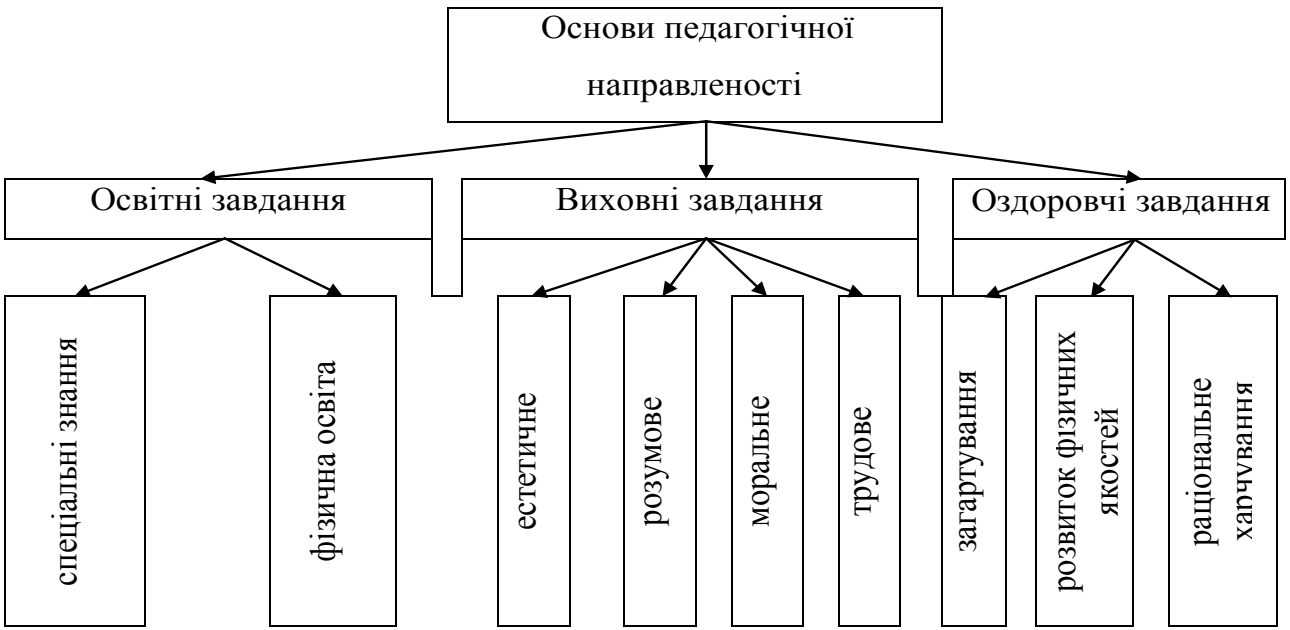 Основи педагогічної
направленості
Освітні завдання
Виховні завдання
Оздоровчі завдання
спеціальні знання
фізична освіта
естетичне
розумове
моральне
трудове
загартування
розвиток фізичних
якостей
раціональне
харчування